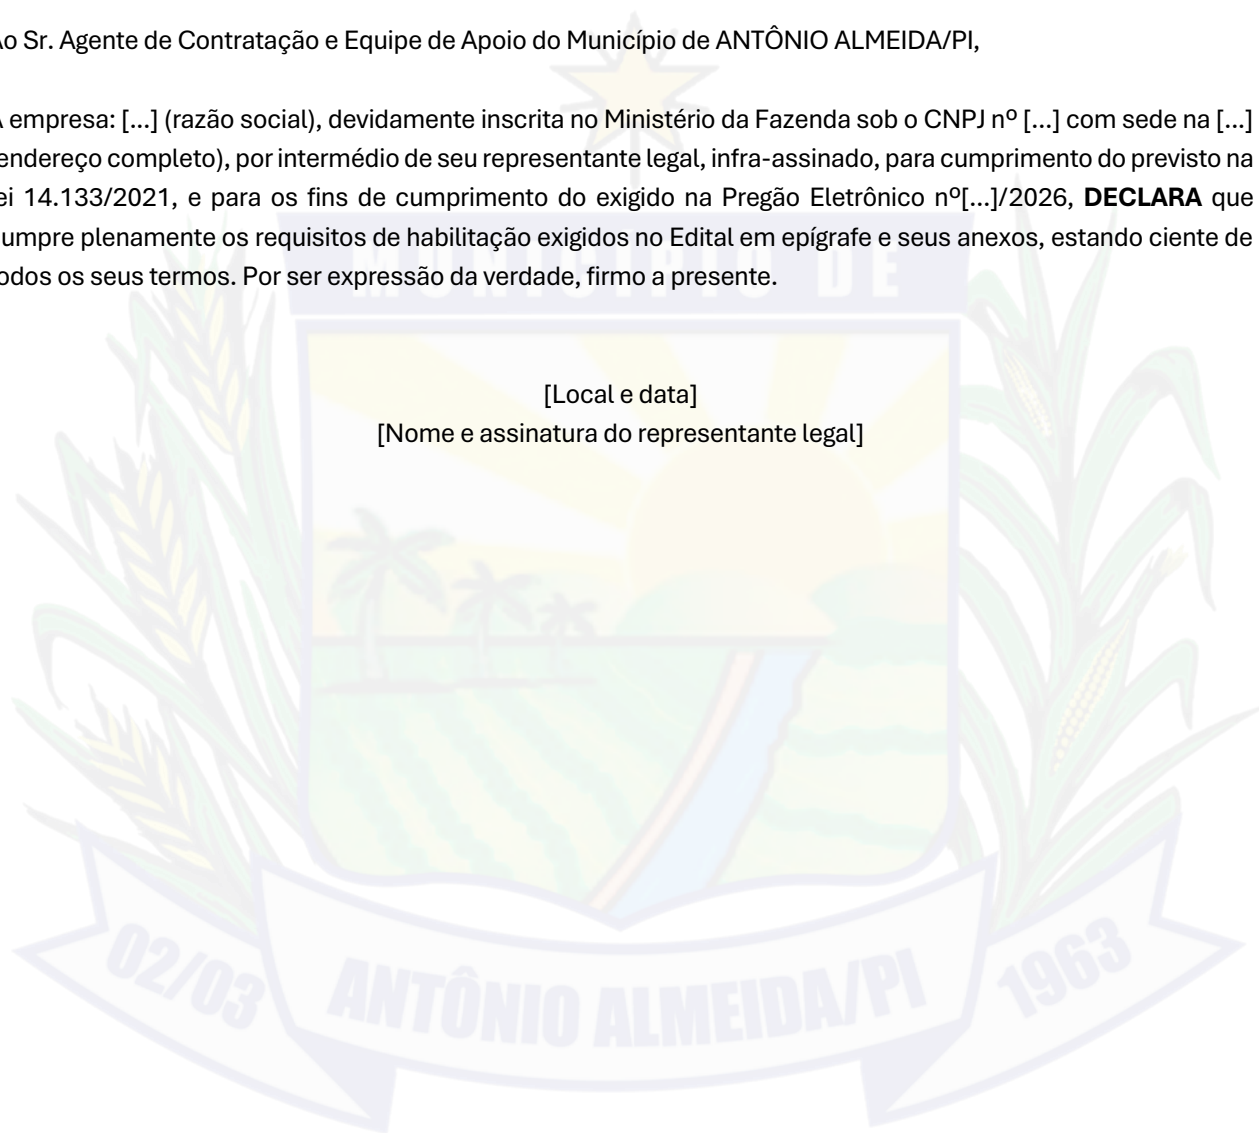 Ao Sr. Agente de Contratação e Equipe de Apoio do Município de ANTÔNIO ALMEIDA/PI,
A empresa: [...] (razão social), devidamente inscrita no Ministério da Fazenda sob o CNPJ nº [...] com sede na [...]
endereço completo), por intermédio de seu representante legal, infra-assinado, para cumprimento do previsto na
ei 14.133/2021, e para os fins de cumprimento do exigido na Pregão Eletrônico nº[...]/2026, DECLARA que
umpre plenamente os requisitos de habilitação exigidos no Edital em epígrafe e seus anexos, estando ciente de
odos os seus termos. Por ser expressão da verdade, firmo a presente.
MUNICÍPIO DE
[Local e data]
[Nome e assinatura do representante legal]
02/03
ANTÔNIO ALMEIDA/PI
1963